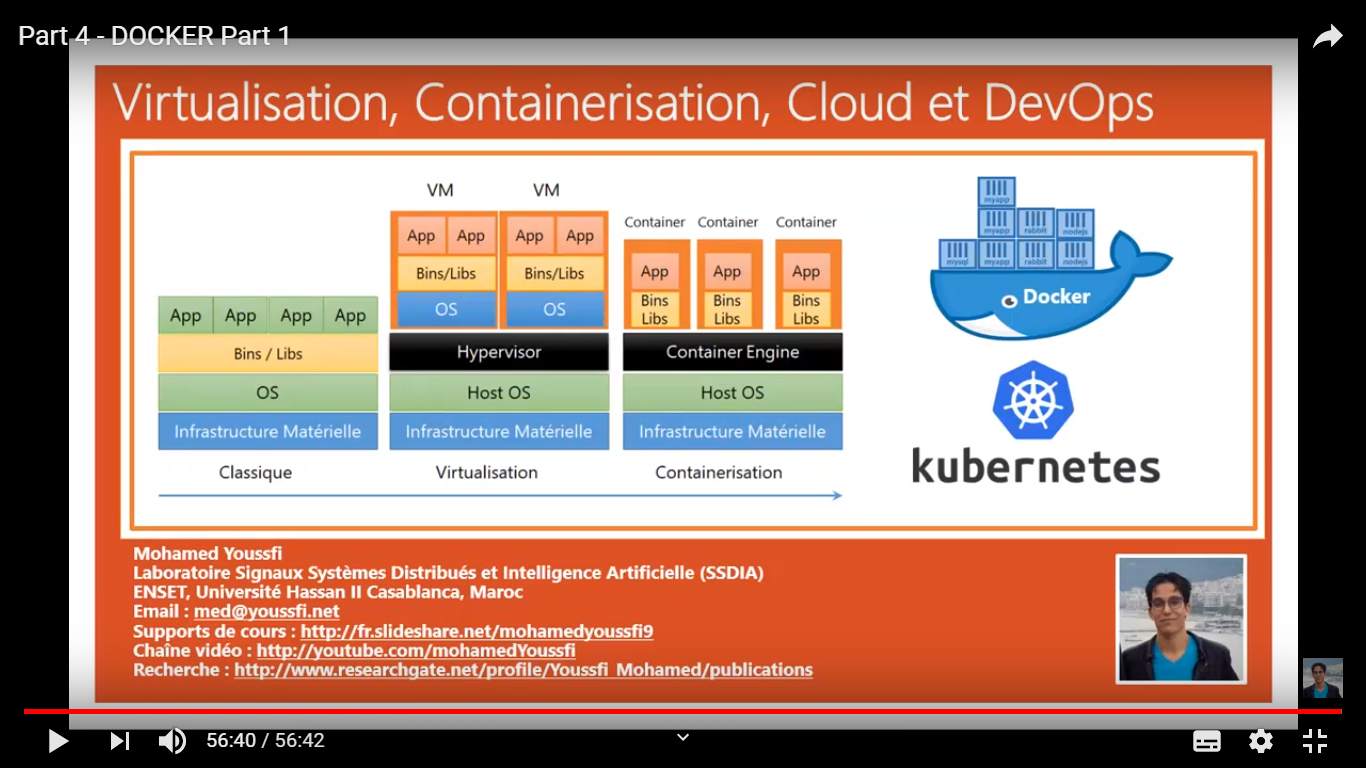 Part 4 - DOCKER Part 1
Virtualisation, Containerisation, Cloud et DevOps
App App App App
Bins / Libs
OS
Infrastructure Matérielle
Classique
VM VM
App App App App
Bins/Libs Bins/Libs
OS OS
Hypervisor
Host OS
Infrastructure Matérielle
Virtualisation
Container Container Container
App App App
Bins Bins Bins
Libs Libs Libs
Container Engine
Host OS
Infrastructure Matérielle
Containerisation
myapp
myapp rabbit nodejs
mysql myapp rabbit nodejs
Docker
kubernetes
Mohamed Youssfi
Laboratoire Signaux Systèmes Distribués et Intelligence Artificielle (SSDIA)
ENSET, Université Hassan II Casablanca, Maroc
Email : med@youssfi.net
Supports de cours : http://fr.slideshare.net/mohamedyoussfi9
Chaîne vidéo : http://youtube.com/mohamedYoussfi
Recherche : http://www.researchgate.net/profile/Youssfi_Mohamed/publications
56:40 / 56:42